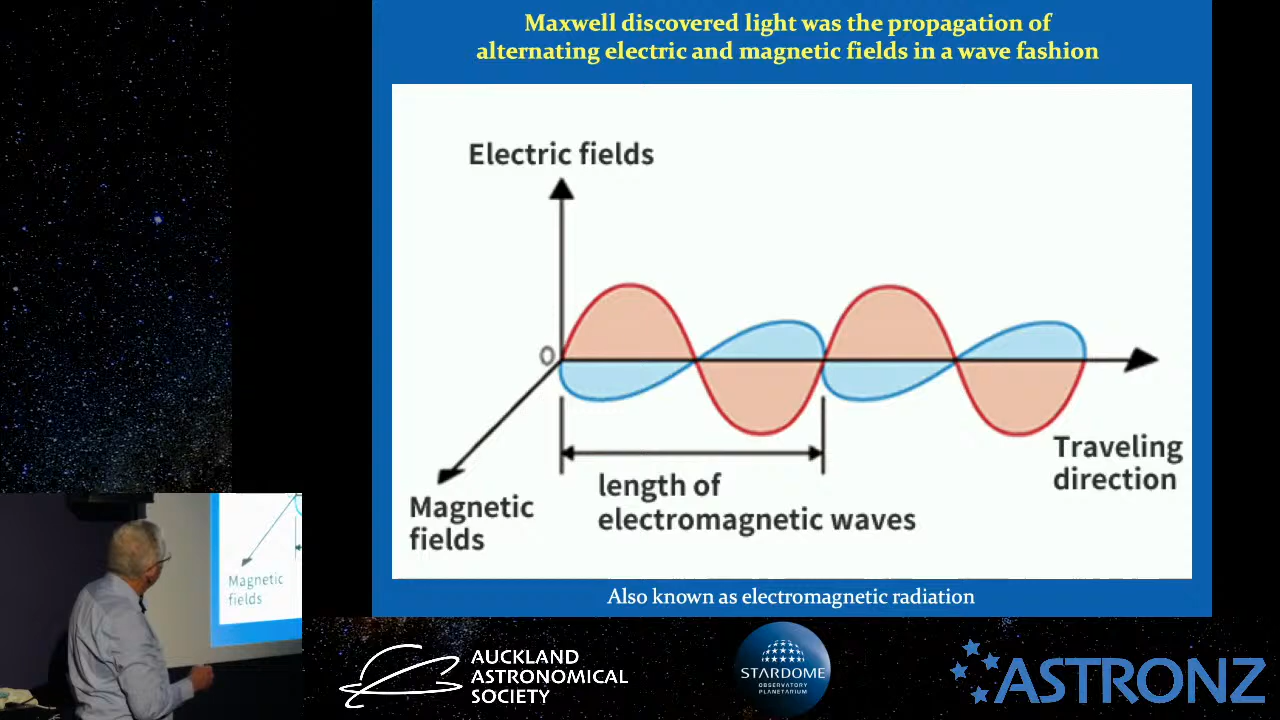 Maxwell discovered light was the propagation of
alternating electric and magnetic fields in a wave fashion
Electric fields
0
Magnetic
fields
length of
electromagnetic waves
Traveling
direction
Also known as electromagnetic radiation
Magnetic
fields
AUCKLAND
ASTRONOMICAL
SOCIETY
STARDOME
OBSERVATORY
PLANETARIUM
ASTRONZ